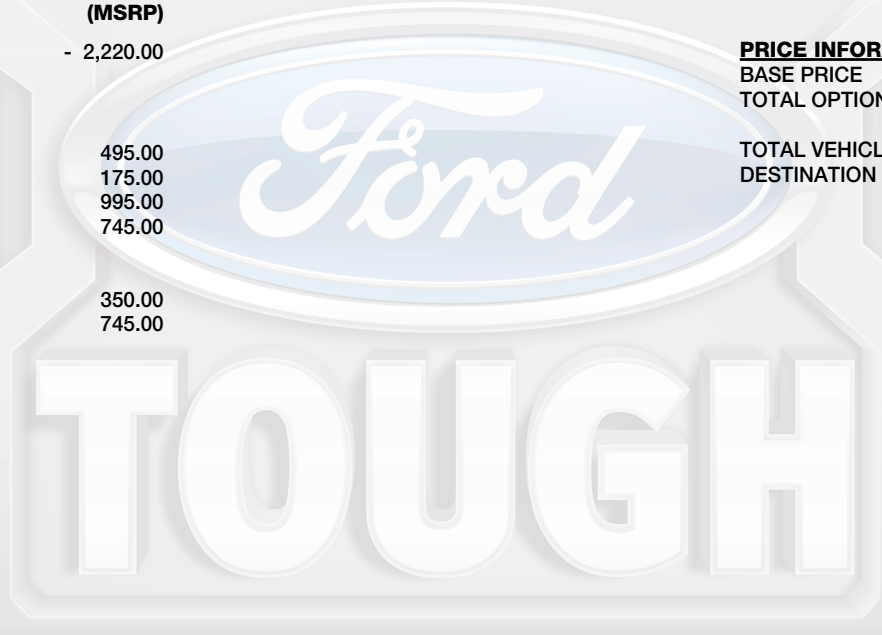 (MSRP)
- 2,220.00
495.00
175.00
995.00
745.00
350.00
745.00
PRICE INFOR
BASE PRICE
TOTAL OPTION
TOTAL VEHICL
DESTINATION
Ford
TOUGH